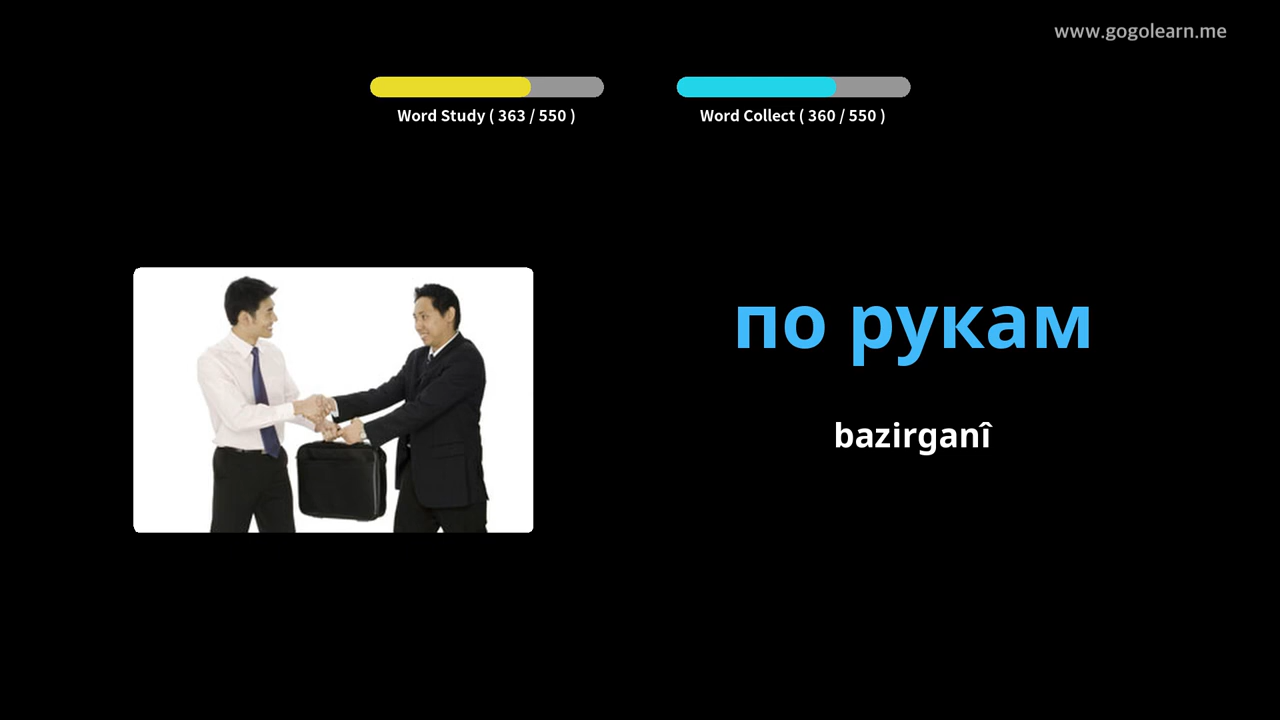 www.gogolearn.me
Word Study ( 363 / 550 )
Word Collect ( 360 / 550 )
по рукам
bazirganî